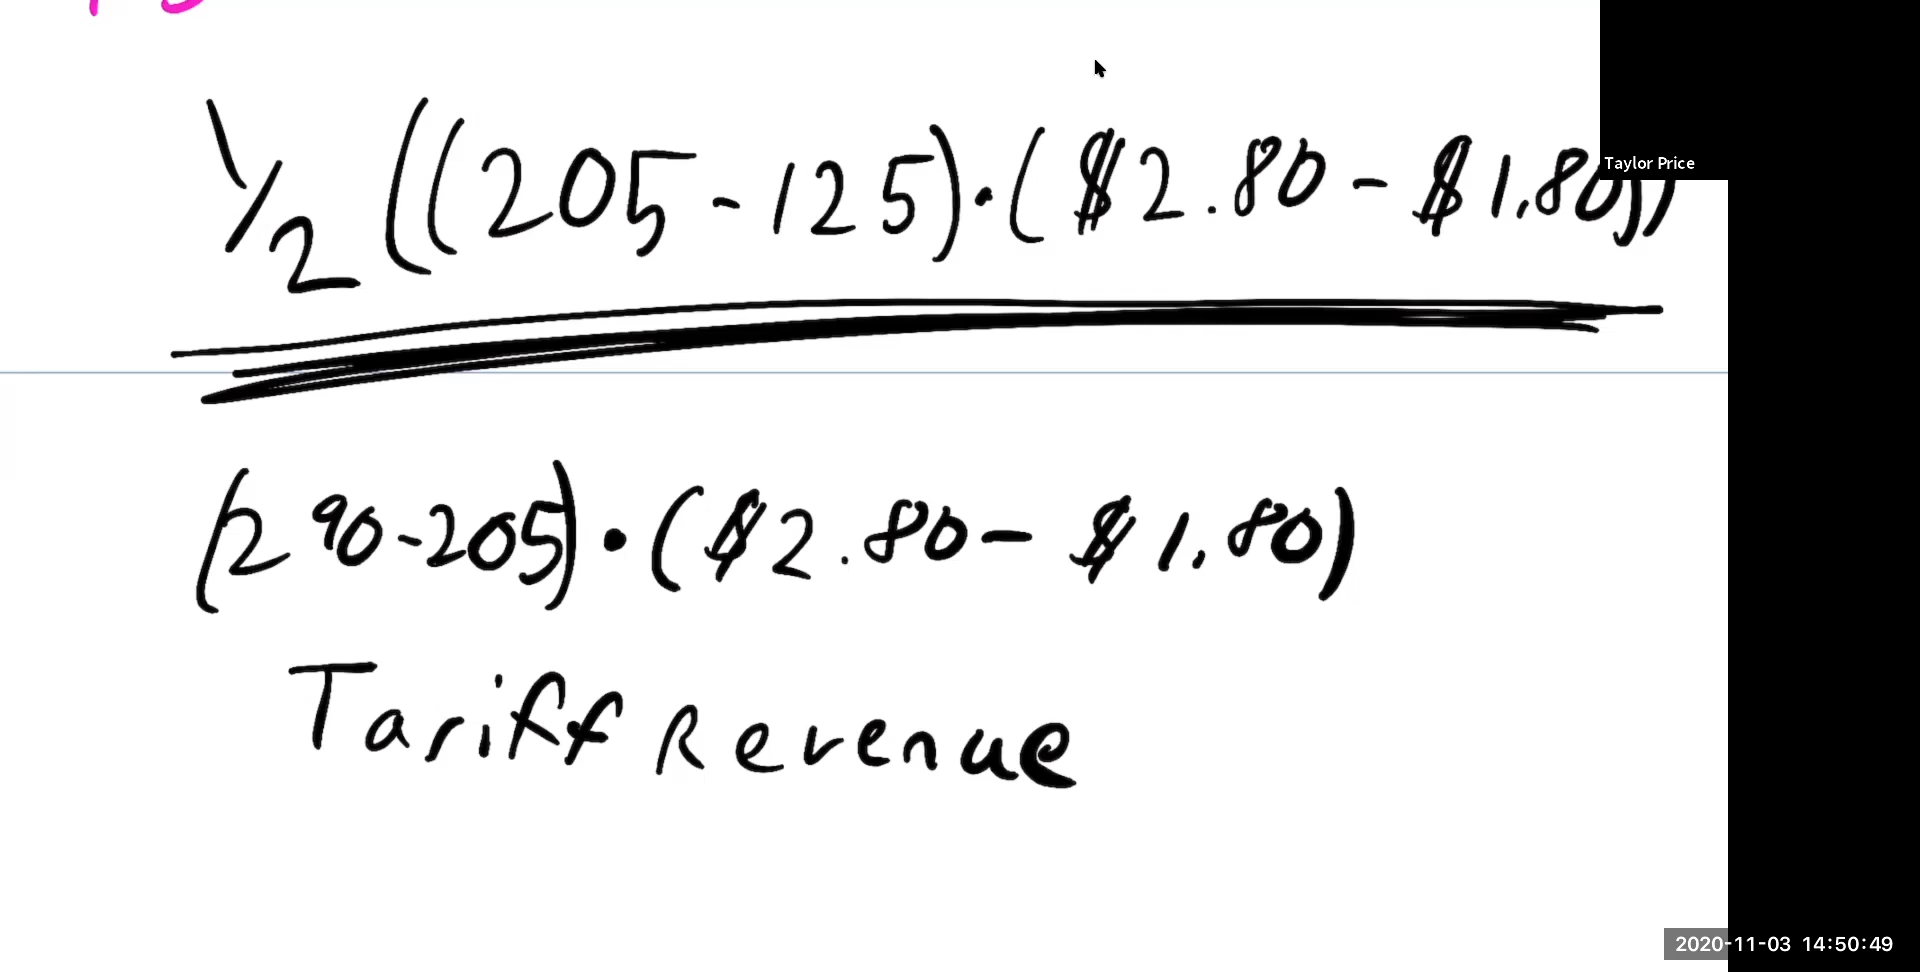 1/2 ((205-125)·($2.80-$1.80))
Taylor Price
(290-205)·($2.80-$1.80)
Tariff Revenue
2020-11-03 14:50:49